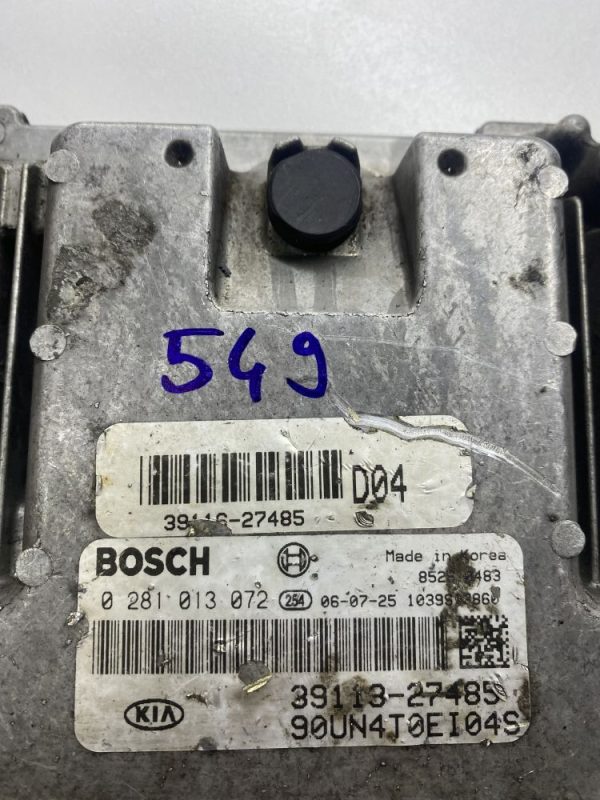 549
D04
39116-27485
BOSCH
Made in Korea
0 281 013 072 254 06-07-25
KIA
39113-27485
90UN4T0EI04S